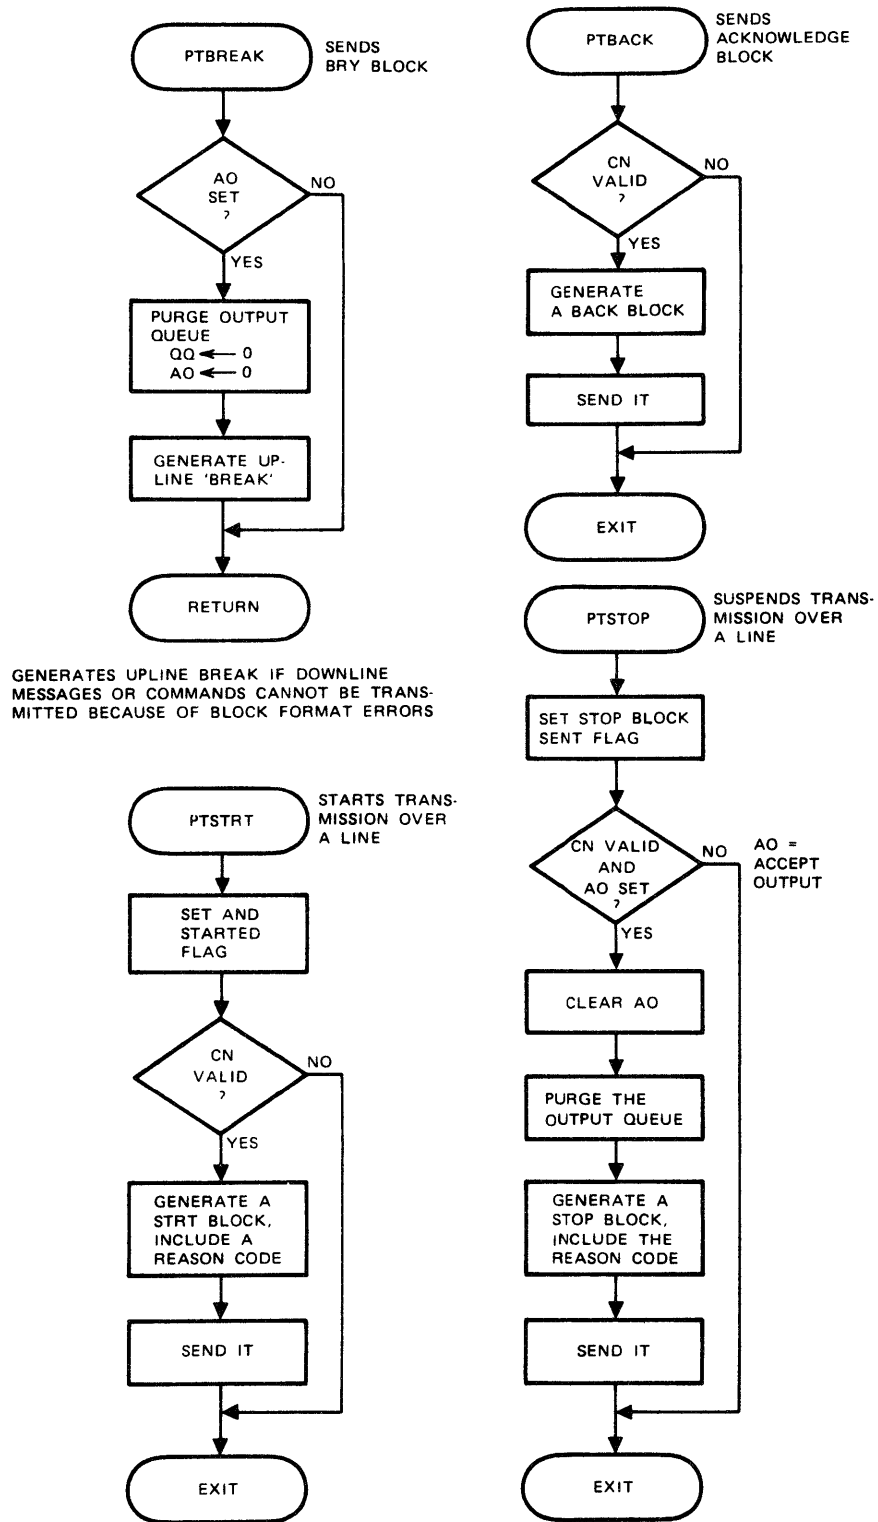 PTBREAK
SENDS
BRY BLOCK
AO
SET
?
NO
YES
PURGE OUTPUT
QUEUE
QQ ← 0
AO ← 0
GENERATE UP-
LINE 'BREAK'
RETURN
GENERATES UPLINE BREAK IF DOWNLINE
MESSAGES OR COMMANDS CANNOT BE TRANS-
MITTED BECAUSE OF BLOCK FORMAT ERRORS
PTSTRT
STARTS TRANS-
MISSION OVER
A LINE
SET AND
STARTED
FLAG
CN
VALID
?
NO
YES
GENERATE A
STRT BLOCK,
INCLUDE A
REASON CODE
SEND IT
EXIT
PTBACK
SENDS
ACKNOWLEDGE
BLOCK
CN
VALID
?
NO
YES
GENERATE
A BACK BLOCK
SEND IT
EXIT
PTSTOP
SUSPENDS TRANS-
MISSION OVER
A LINE
SET STOP BLOCK
SENT FLAG
CN VALID
AND
AO SET
?
NO
AO =
ACCEPT
OUTPUT
YES
CLEAR AO
PURGE THE
OUTPUT QUEUE
GENERATE A
STOP BLOCK,
INCLUDE THE
REASON CODE
SEND IT
EXIT